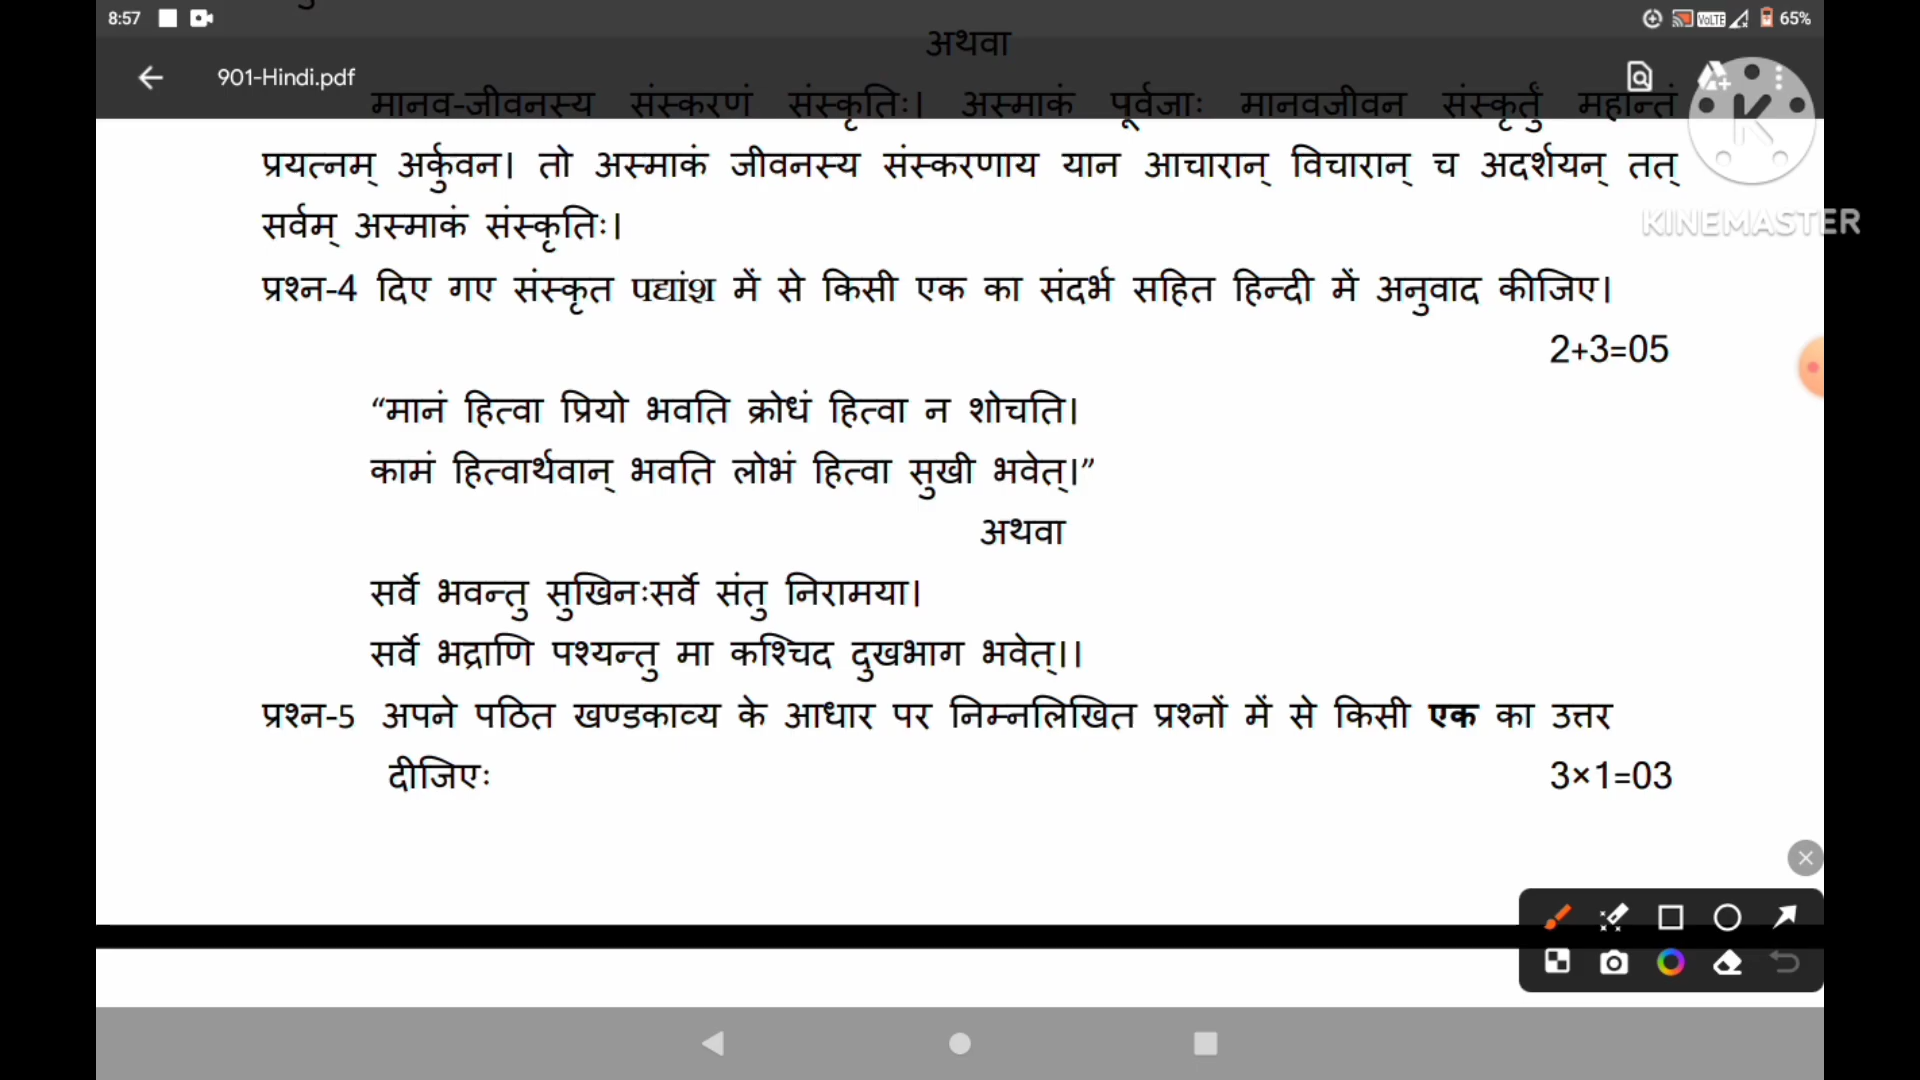 8:57
VoLTE
65%
अथवा
901-Hindi.pdf
मानव-जीवनस्य संस्करणं संस्कृतिः। अस्माकं पूर्वजाः मानवजीवन संस्कृर्तुं महान्तं
K
प्रयत्नम् अर्कुवन। तो अस्माकं जीवनस्य संस्करणाय यान आचारान् विचारान् च अदर्शयन् तत्
सर्वम् अस्माकं संस्कृतिः।
KINEMASTER
प्रश्न-4 दिए गए संस्कृत पद्यांश में से किसी एक का संदर्भ सहित हिन्दी में अनुवाद कीजिए।
2+3=05
“मानं हित्वा प्रियो भवति क्रोधं हित्वा न शोचति।
कामं हित्वार्थवान् भवति लोभं हित्वा सुखी भवेत्।”
अथवा
सर्वे भवन्तु सुखिनःसर्वे संतु निरामया।
सर्वे भद्राणि पश्यन्तु मा कश्चिद दुखभाग भवेत्।।
प्रश्न-5 अपने पठित खण्डकाव्य के आधार पर निम्नलिखित प्रश्नों में से किसी एक का उत्तर
दीजिएः 3×1=03